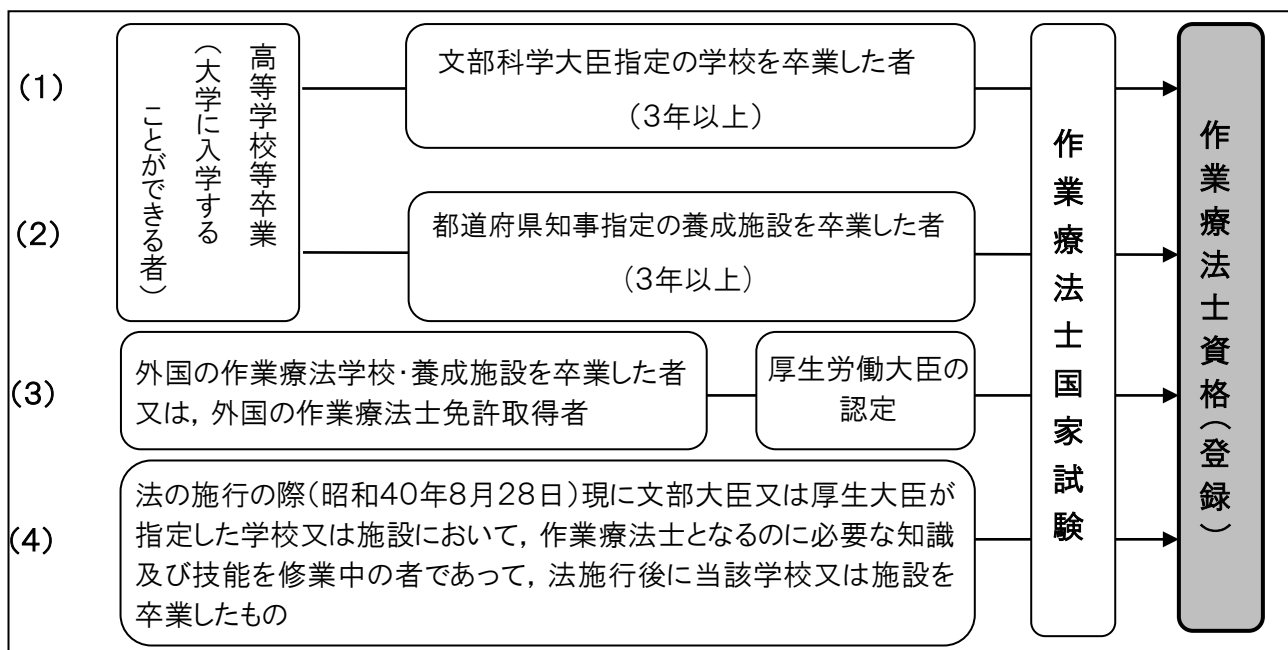 (1)
高等学校等卒業
(大学に入学する
ことができる者)
文部科学大臣指定の学校を卒業した者
(3年以上)
(2)
都道府県知事指定の養成施設を卒業した者
(3年以上)
(3)
外国の作業療法学校・養成施設を卒業した者
又は,外国の作業療法士免許取得者
厚生労働大臣の
認定
(4)
法の施行の際(昭和40年8月28日)現に文部大臣又は厚生大臣が
指定した学校又は施設において,作業療法士となるのに必要な知識
及び技能を修業中の者であって,法施行後に当該学校又は施設を
卒業したもの
作業療法士国家試験
作業療法士資格(登録)